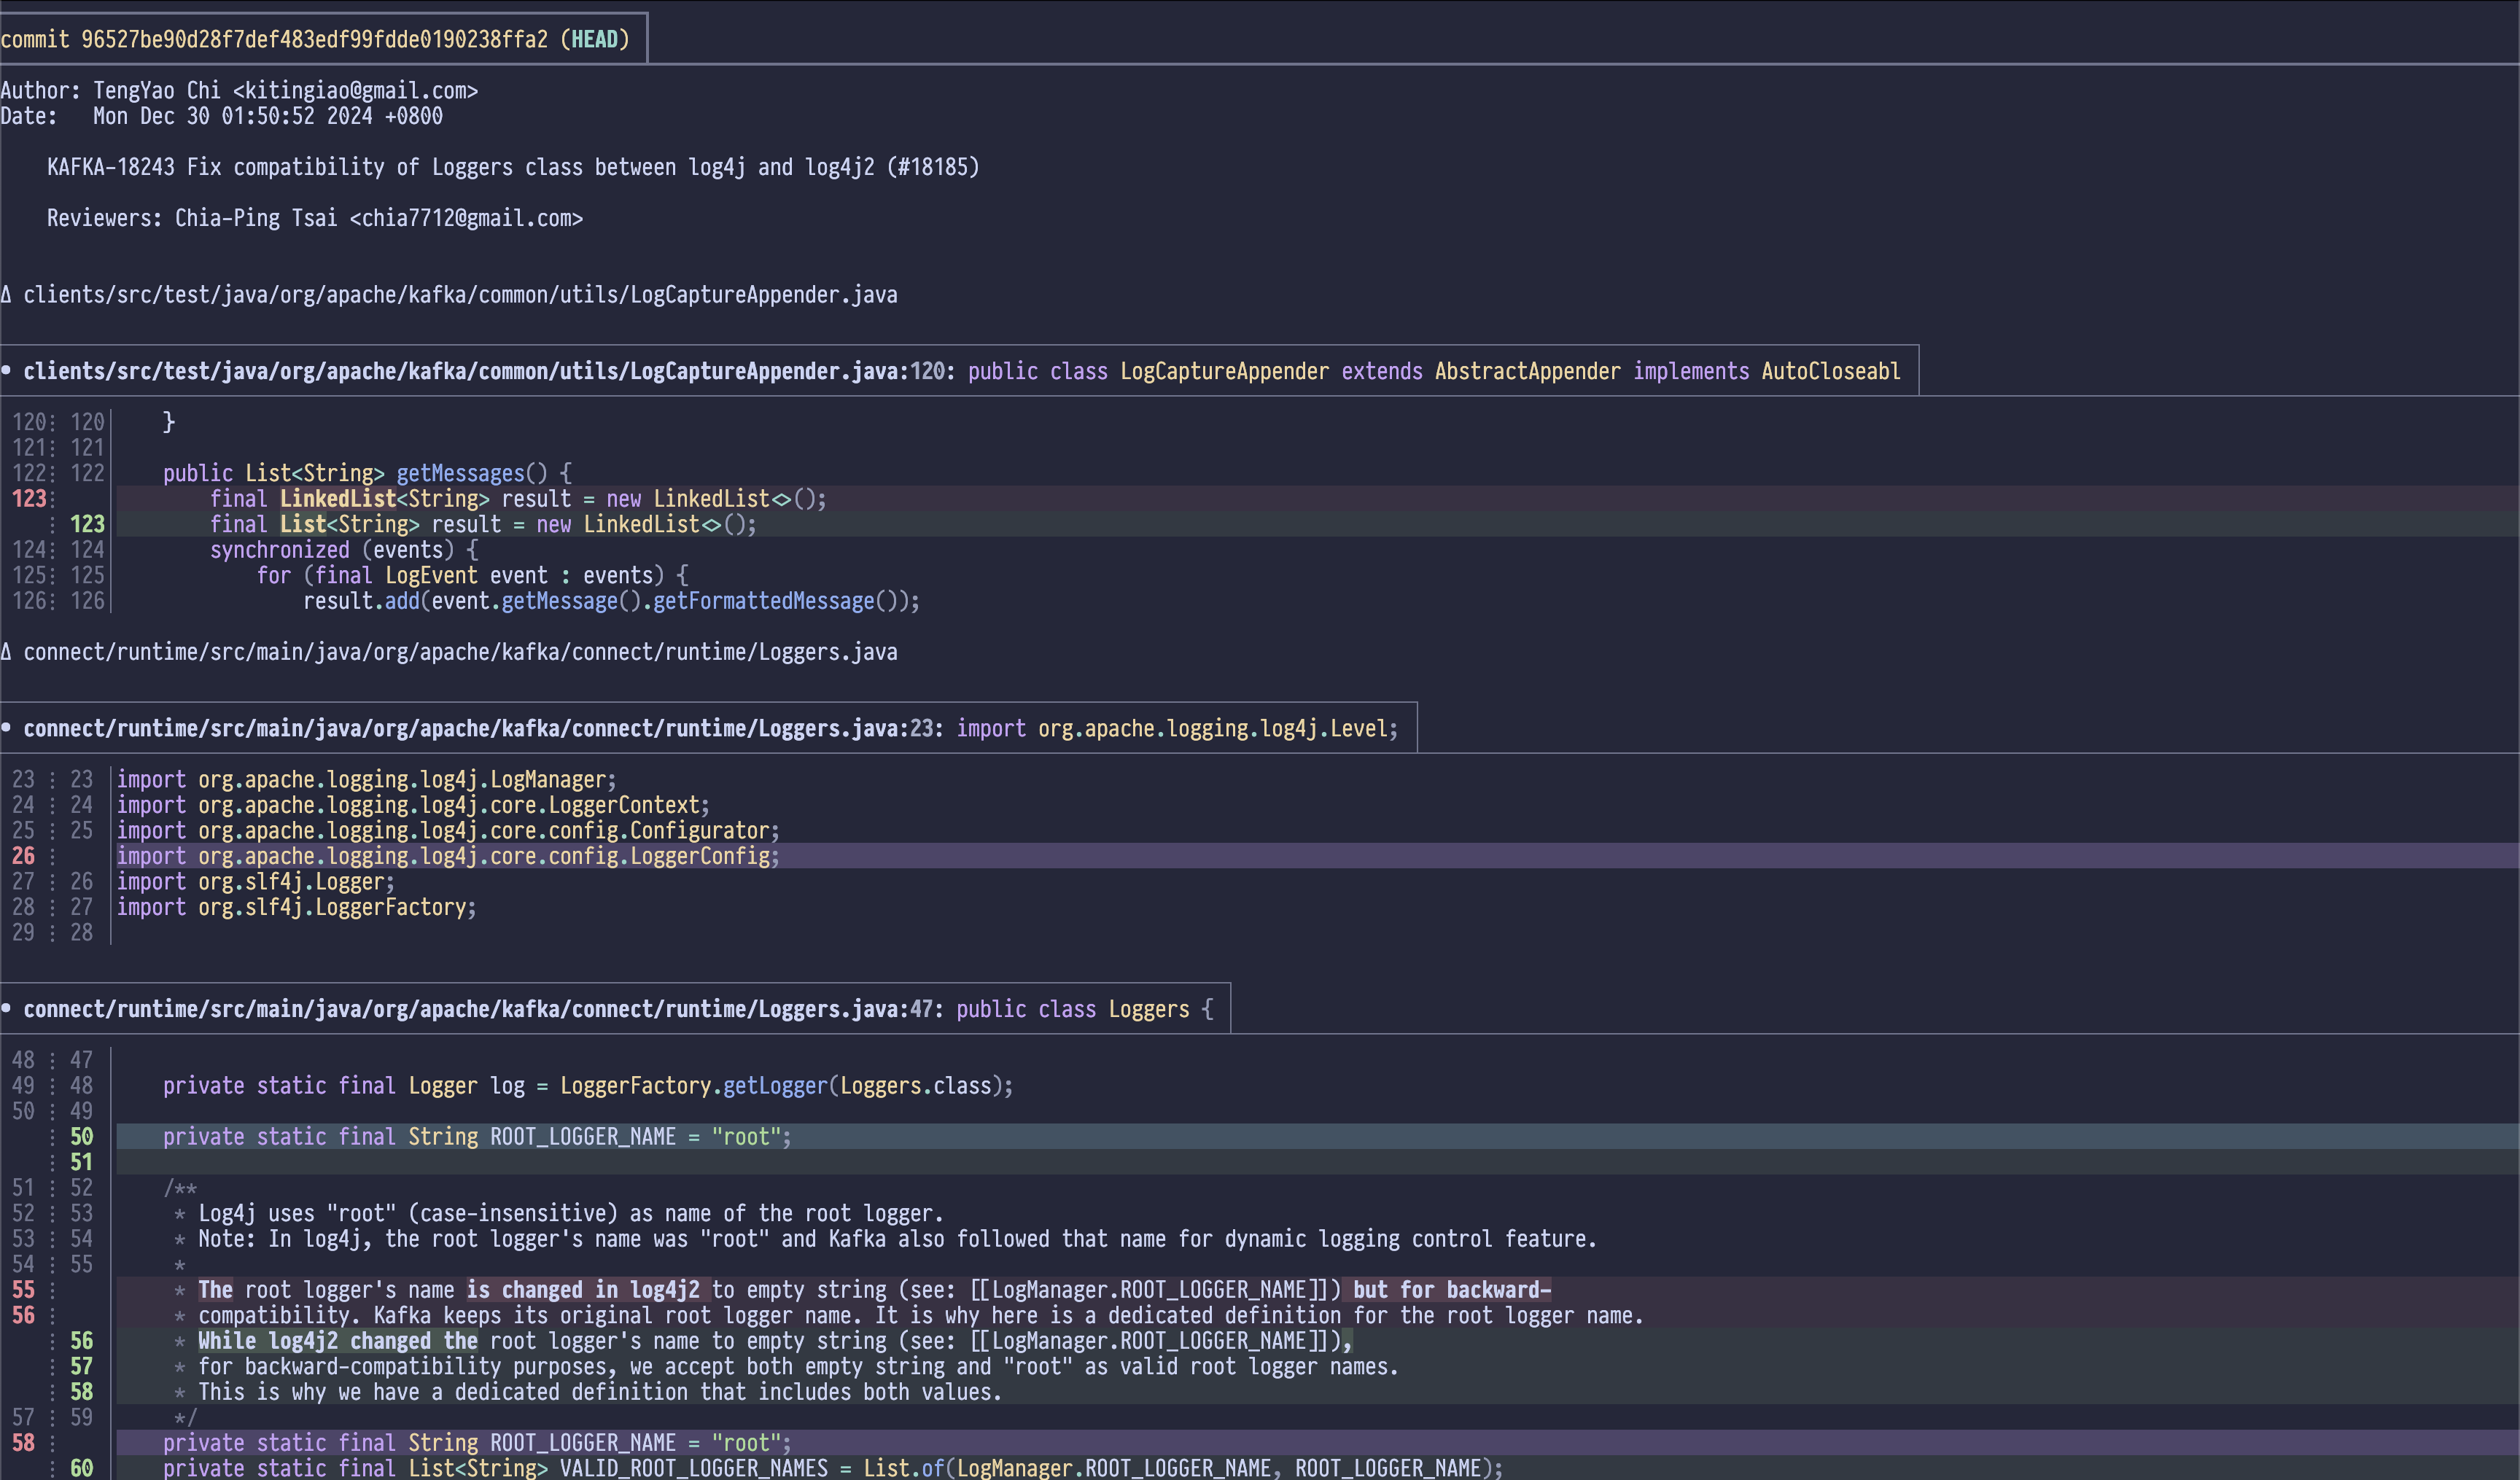 commit 96527be90d28f7def483edf99fdde0190238ffa2 (HEAD)
Author: TengYao Chi <kitingiao@gmail.com>
Date:   Mon Dec 30 01:50:52 2024 +0800
    KAFKA-18243 Fix compatibility of Loggers class between log4j and log4j2 (#18185)
    Reviewers: Chia-Ping Tsai <chia7712@gmail.com>
Δ clients/src/test/java/org/apache/kafka/common/utils/LogCaptureAppender.java
• clients/src/test/java/org/apache/kafka/common/utils/LogCaptureAppender.java:120: public class LogCaptureAppender extends AbstractAppender implements AutoCloseabl
120⋮ 120    }
121⋮ 121
122⋮ 122    public List<String> getMessages() {
123⋮            final LinkedList<String> result = new LinkedList<>();
   ⋮ 123        final List<String> result = new LinkedList<>();
124⋮ 124        synchronized (events) {
125⋮ 125            for (final LogEvent event : events) {
126⋮ 126                result.add(event.getMessage().getFormattedMessage());
Δ connect/runtime/src/main/java/org/apache/kafka/connect/runtime/Loggers.java
• connect/runtime/src/main/java/org/apache/kafka/connect/runtime/Loggers.java:23: import org.apache.logging.log4j.Level;
23 ⋮ 23 import org.apache.logging.log4j.LogManager;
24 ⋮ 24 import org.apache.logging.log4j.core.LoggerContext;
25 ⋮ 25 import org.apache.logging.log4j.core.config.Configurator;
26 ⋮    import org.apache.logging.log4j.core.config.LoggerConfig;
27 ⋮ 26 import org.slf4j.Logger;
28 ⋮ 27 import org.slf4j.LoggerFactory;
29 ⋮ 28
• connect/runtime/src/main/java/org/apache/kafka/connect/runtime/Loggers.java:47: public class Loggers {
48 ⋮ 47
49 ⋮ 48     private static final Logger log = LoggerFactory.getLogger(Loggers.class);
50 ⋮ 49
   ⋮ 50     private static final String ROOT_LOGGER_NAME = "root";
   ⋮ 51
51 ⋮ 52     /**
52 ⋮ 53      * Log4j uses "root" (case-insensitive) as name of the root logger.
53 ⋮ 54      * Note: In log4j, the root logger's name was "root" and Kafka also followed that name for dynamic logging control feature.
54 ⋮ 55      *
55 ⋮         * The root logger's name is changed in log4j2 to empty string (see: [[LogManager.ROOT_LOGGER_NAME]]) but for backward-
56 ⋮         * compatibility. Kafka keeps its original root logger name. It is why here is a dedicated definition for the root logger name.
   ⋮ 56      * While log4j2 changed the root logger's name to empty string (see: [[LogManager.ROOT_LOGGER_NAME]]),
   ⋮ 57      * for backward-compatibility purposes, we accept both empty string and "root" as valid root logger names.
   ⋮ 58      * This is why we have a dedicated definition that includes both values.
57 ⋮ 59      */
58 ⋮        private static final String ROOT_LOGGER_NAME = "root";
   ⋮ 60     private static final List<String> VALID_ROOT_LOGGER_NAMES = List.of(LogManager.ROOT_LOGGER_NAME, ROOT_LOGGER_NAME);